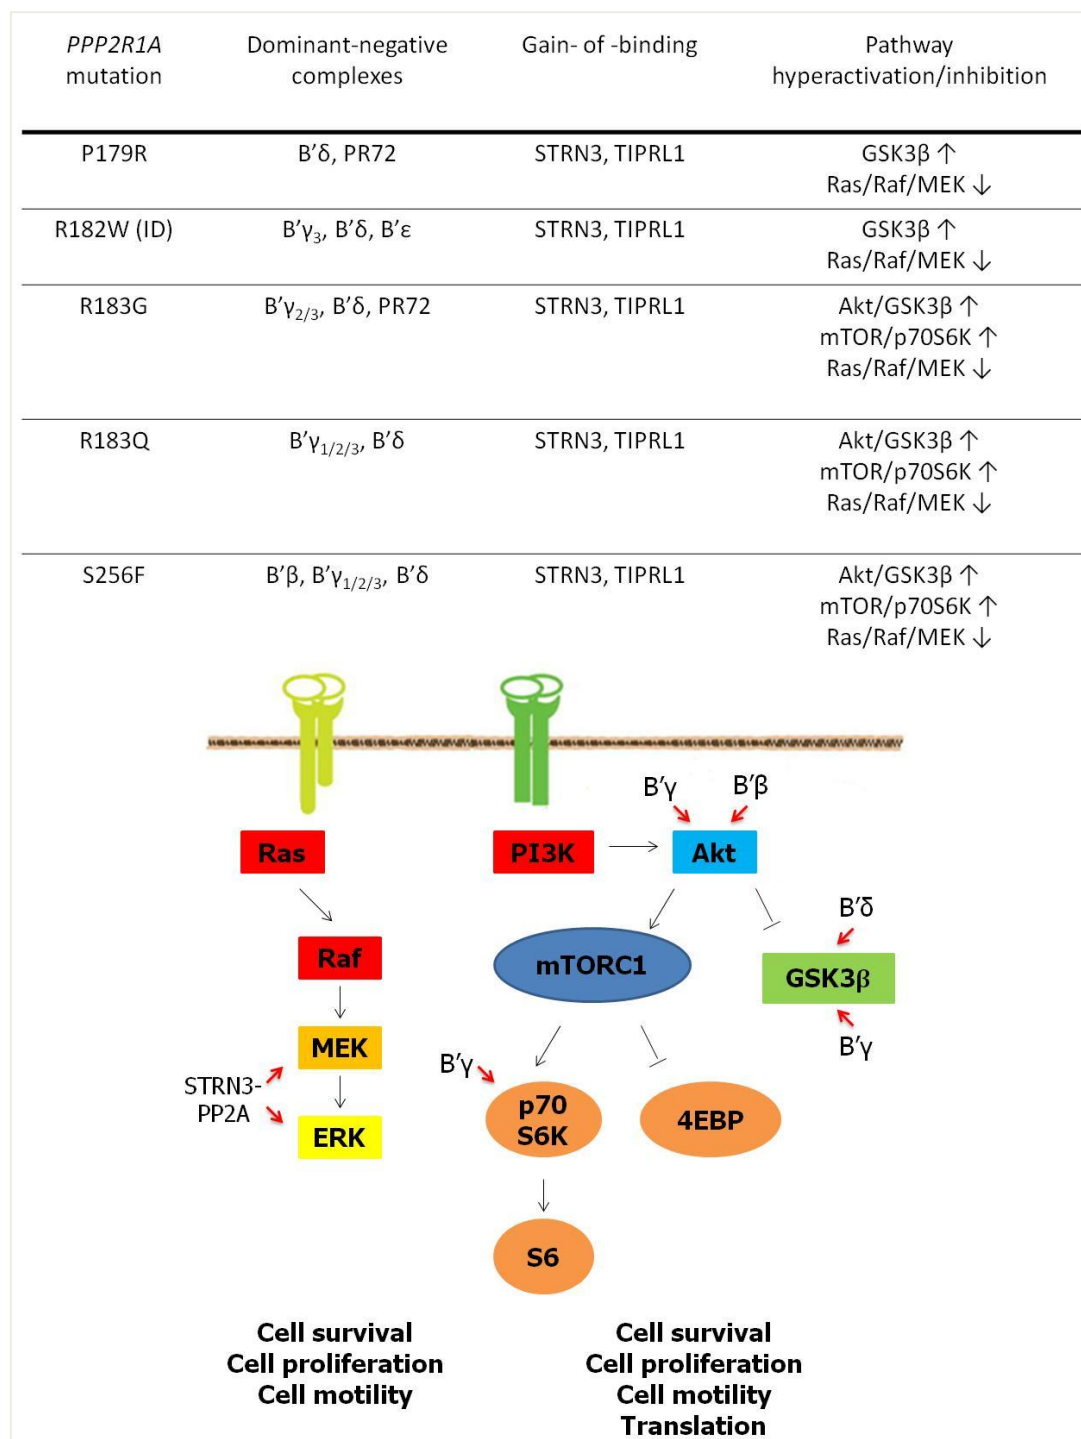 PPP2R1A mutation Dominant-negative complexes Gain- of -binding Pathway hyperactivation/inhibition
P179R B'δ, PR72 STRN3, TIPRL1 GSK3β ↑
Ras/Raf/MEK ↓
R182W (ID) B'γ3, B'δ, B'ε STRN3, TIPRL1 GSK3β ↑
Ras/Raf/MEK ↓
R183G B'γ2/3, B'δ, PR72 STRN3, TIPRL1 Akt/GSK3β ↑
mTOR/p70S6K ↑
Ras/Raf/MEK ↓
R183Q B'γ1/2/3, B'δ STRN3, TIPRL1 Akt/GSK3β ↑
mTOR/p70S6K ↑
Ras/Raf/MEK ↓
S256F B'β, B'γ1/2/3, B'δ STRN3, TIPRL1 Akt/GSK3β ↑
mTOR/p70S6K ↑
Ras/Raf/MEK ↓
B'γ B'β
Ras PI3K Akt
B'δ
Raf mTORC1 GSK3β
MEK B'γ B'γ
STRN3-
PP2A
p70
S6K
4EBP
ERK
S6
Cell survival
Cell proliferation
Cell motility
Cell survival
Cell proliferation
Cell motility
Translation